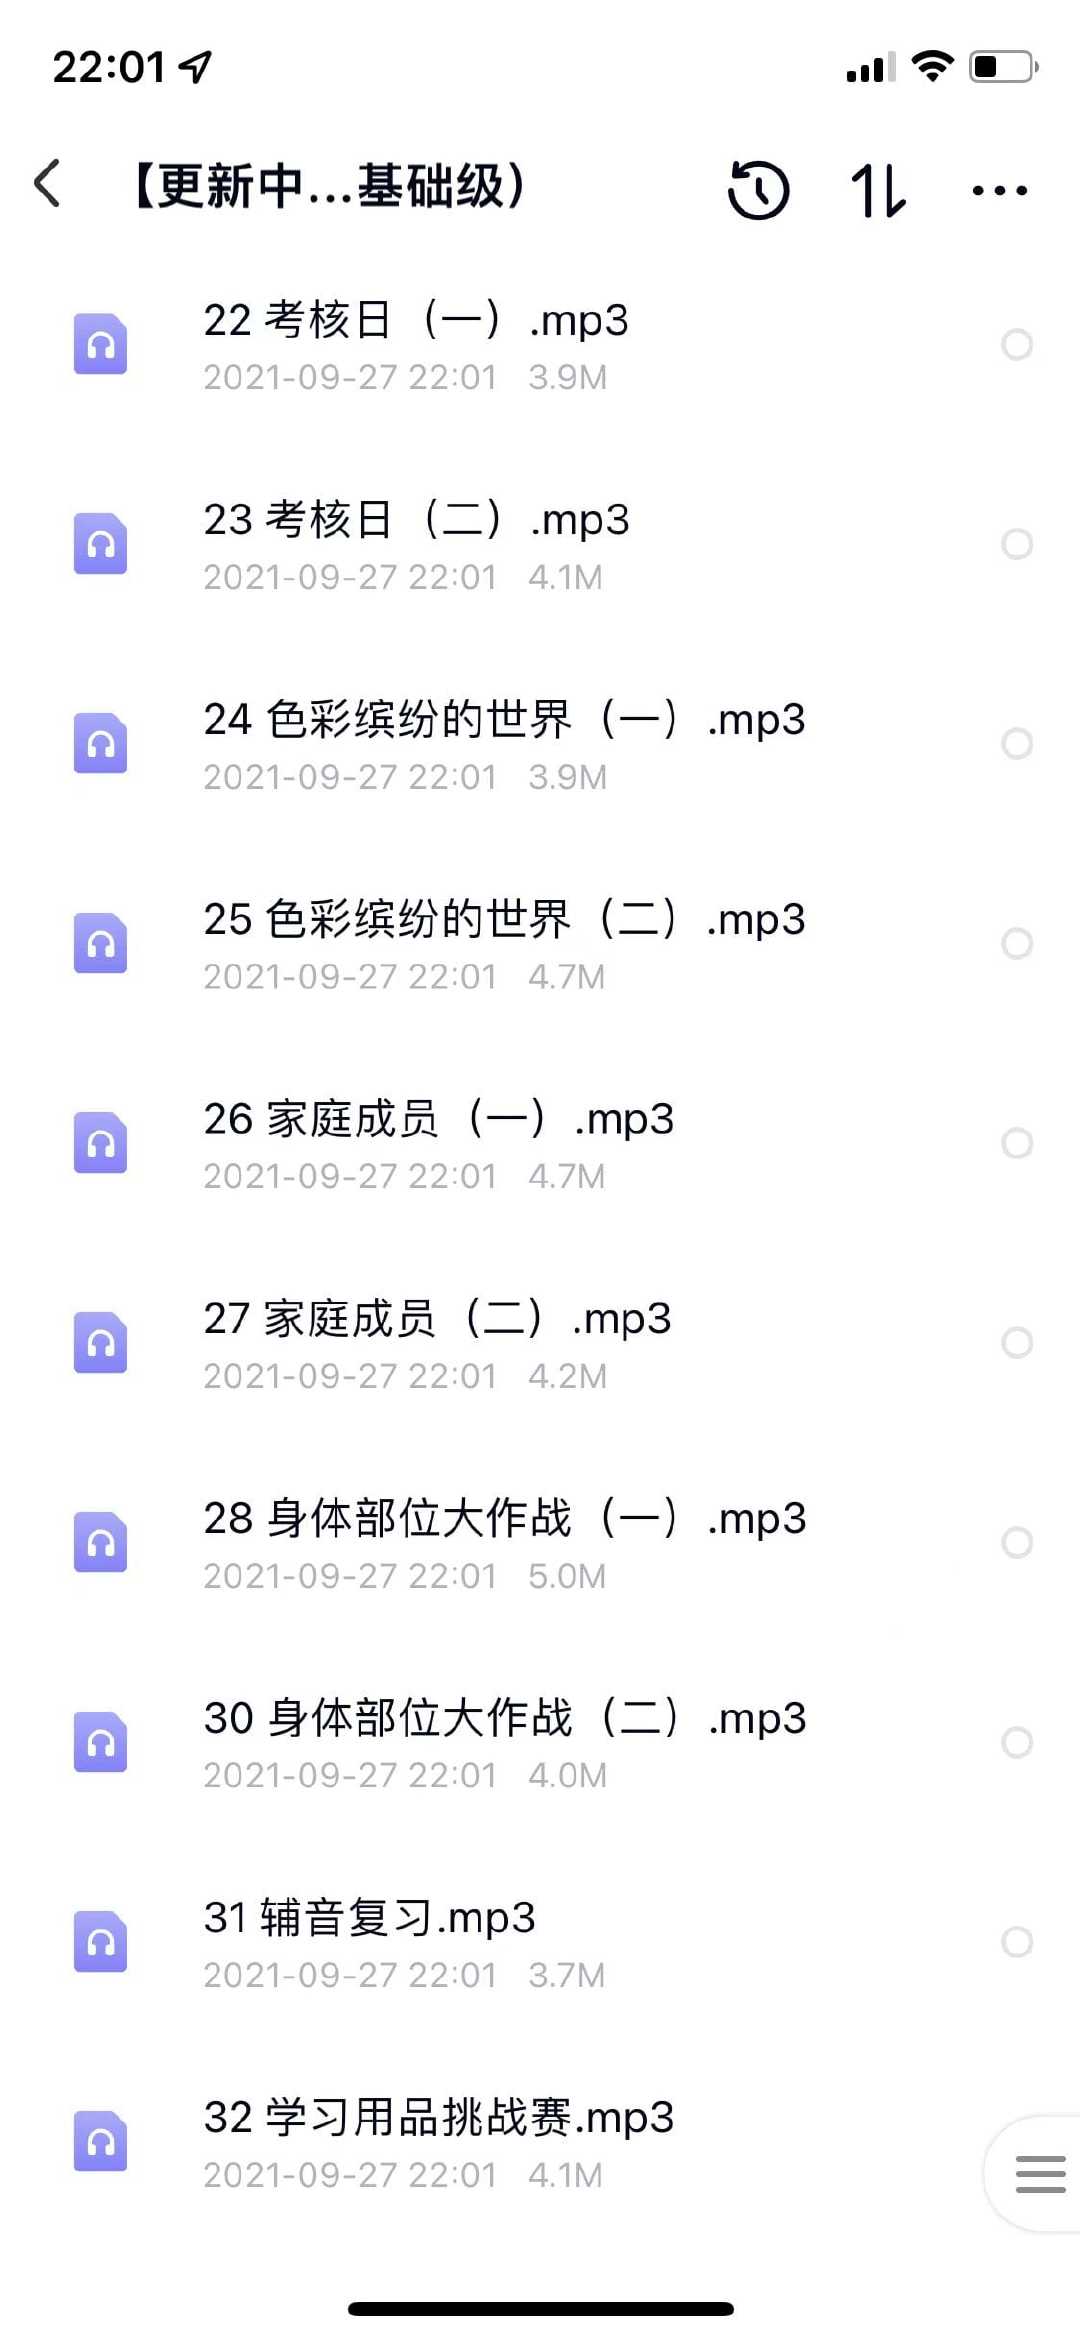 22:01
【更新中...基础级）
22 考核日（一）.mp3
2021-09-27 22:01 3.9M
23 考核日（二）.mp3
2021-09-27 22:01 4.1M
24 色彩缤纷的世界（一）.mp3
2021-09-27 22:01 3.9M
25 色彩缤纷的世界（二）.mp3
2021-09-27 22:01 4.7M
26 家庭成员（一）.mp3
2021-09-27 22:01 4.7M
27 家庭成员（二）.mp3
2021-09-27 22:01 4.2M
28 身体部位大作战（一）.mp3
2021-09-27 22:01 5.0M
30 身体部位大作战（二）.mp3
2021-09-27 22:01 4.0M
31 辅音复习.mp3
2021-09-27 22:01 3.7M
32 学习用品挑战赛.mp3
2021-09-27 22:01 4.1M